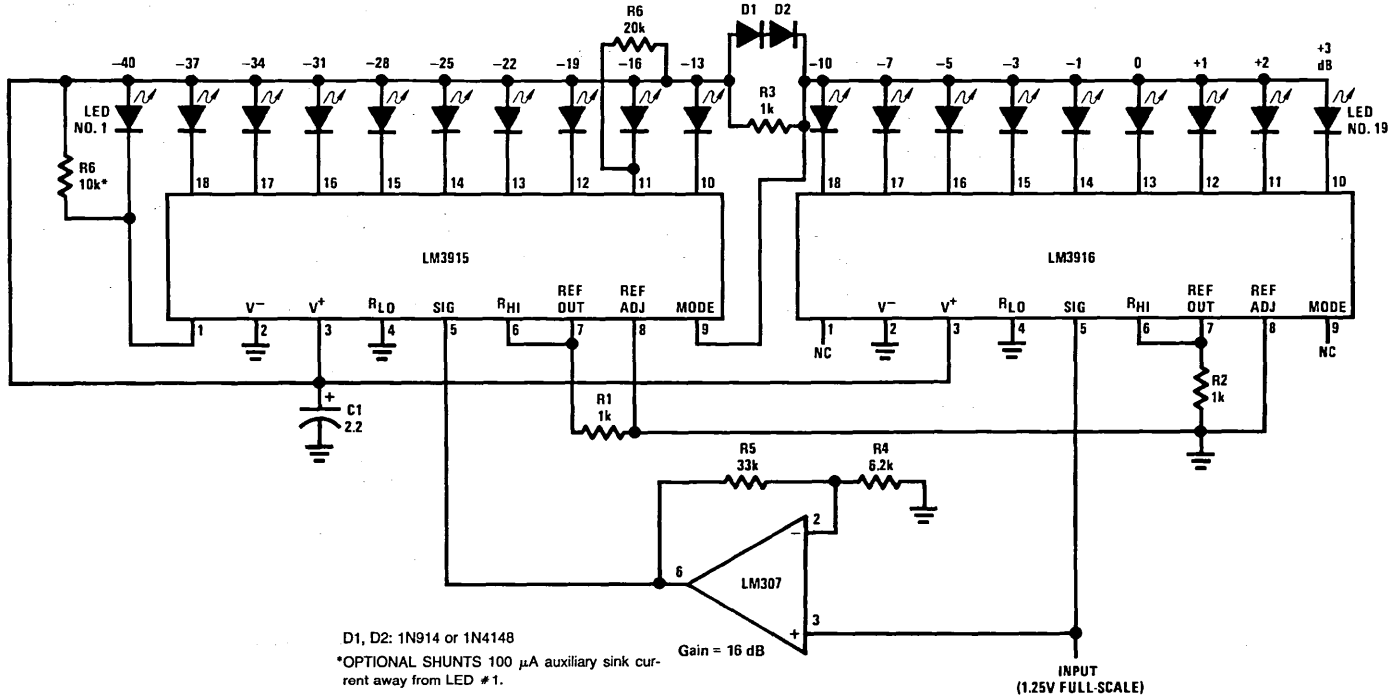 R6
20k
D1 D2
−40 −37 −34 −31 −28 −25 −22 −19 −16 −13 −10 −7 −5 −3 −1 0 +1 +2 +3
dB
LED
NO. 1
R3
1k
LED
NO. 19
R6
10k*
18 17 16 15 14 13 12 11 10 18 17 16 15 14 13 12 11 10
LM3915 LM3916
V− V+ RLO SIG RHI REF OUT REF ADJ MODE V− V+ RLO SIG RHI REF OUT REF ADJ MODE
1 2 3 4 5 6 7 8 9 1 2 3 4 5 6 7 8 9
NC NC
+
C1
2.2
R1
1k
R2
1k
R5
33k
R4
6.2k
2
−
6
LM307
3
+
D1, D2: 1N914 or 1N4148
*OPTIONAL SHUNTS 100 μA auxiliary sink cur-
rent away from LED #1.
Gain = 16 dB
INPUT
(1.25V FULL-SCALE)